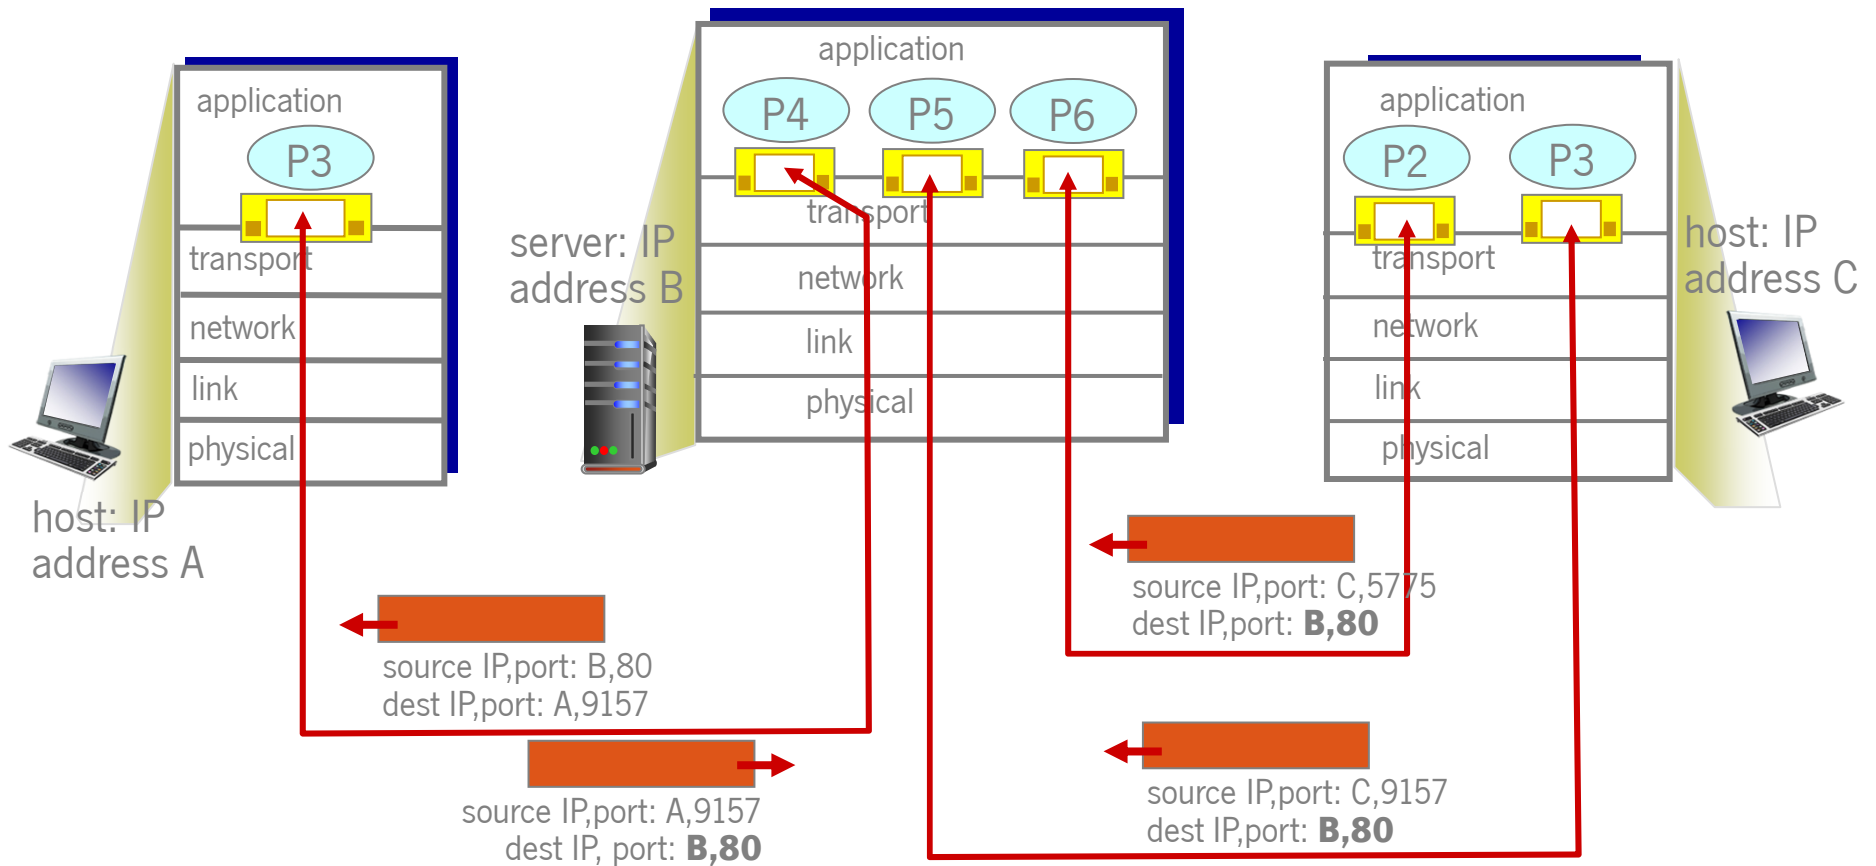 application
P3
transport
network
link
physical
host: IP
address A
server: IP
address B
application
P4
P5
P6
transport
network
link
physical
application
P2
P3
transport
network
link
physical
host: IP
address C
source IP,port: B,80
dest IP,port: A,9157
source IP,port: A,9157
dest IP, port: B,80
source IP,port: C,5775
dest IP,port: B,80
source IP,port: C,9157
dest IP,port: B,80